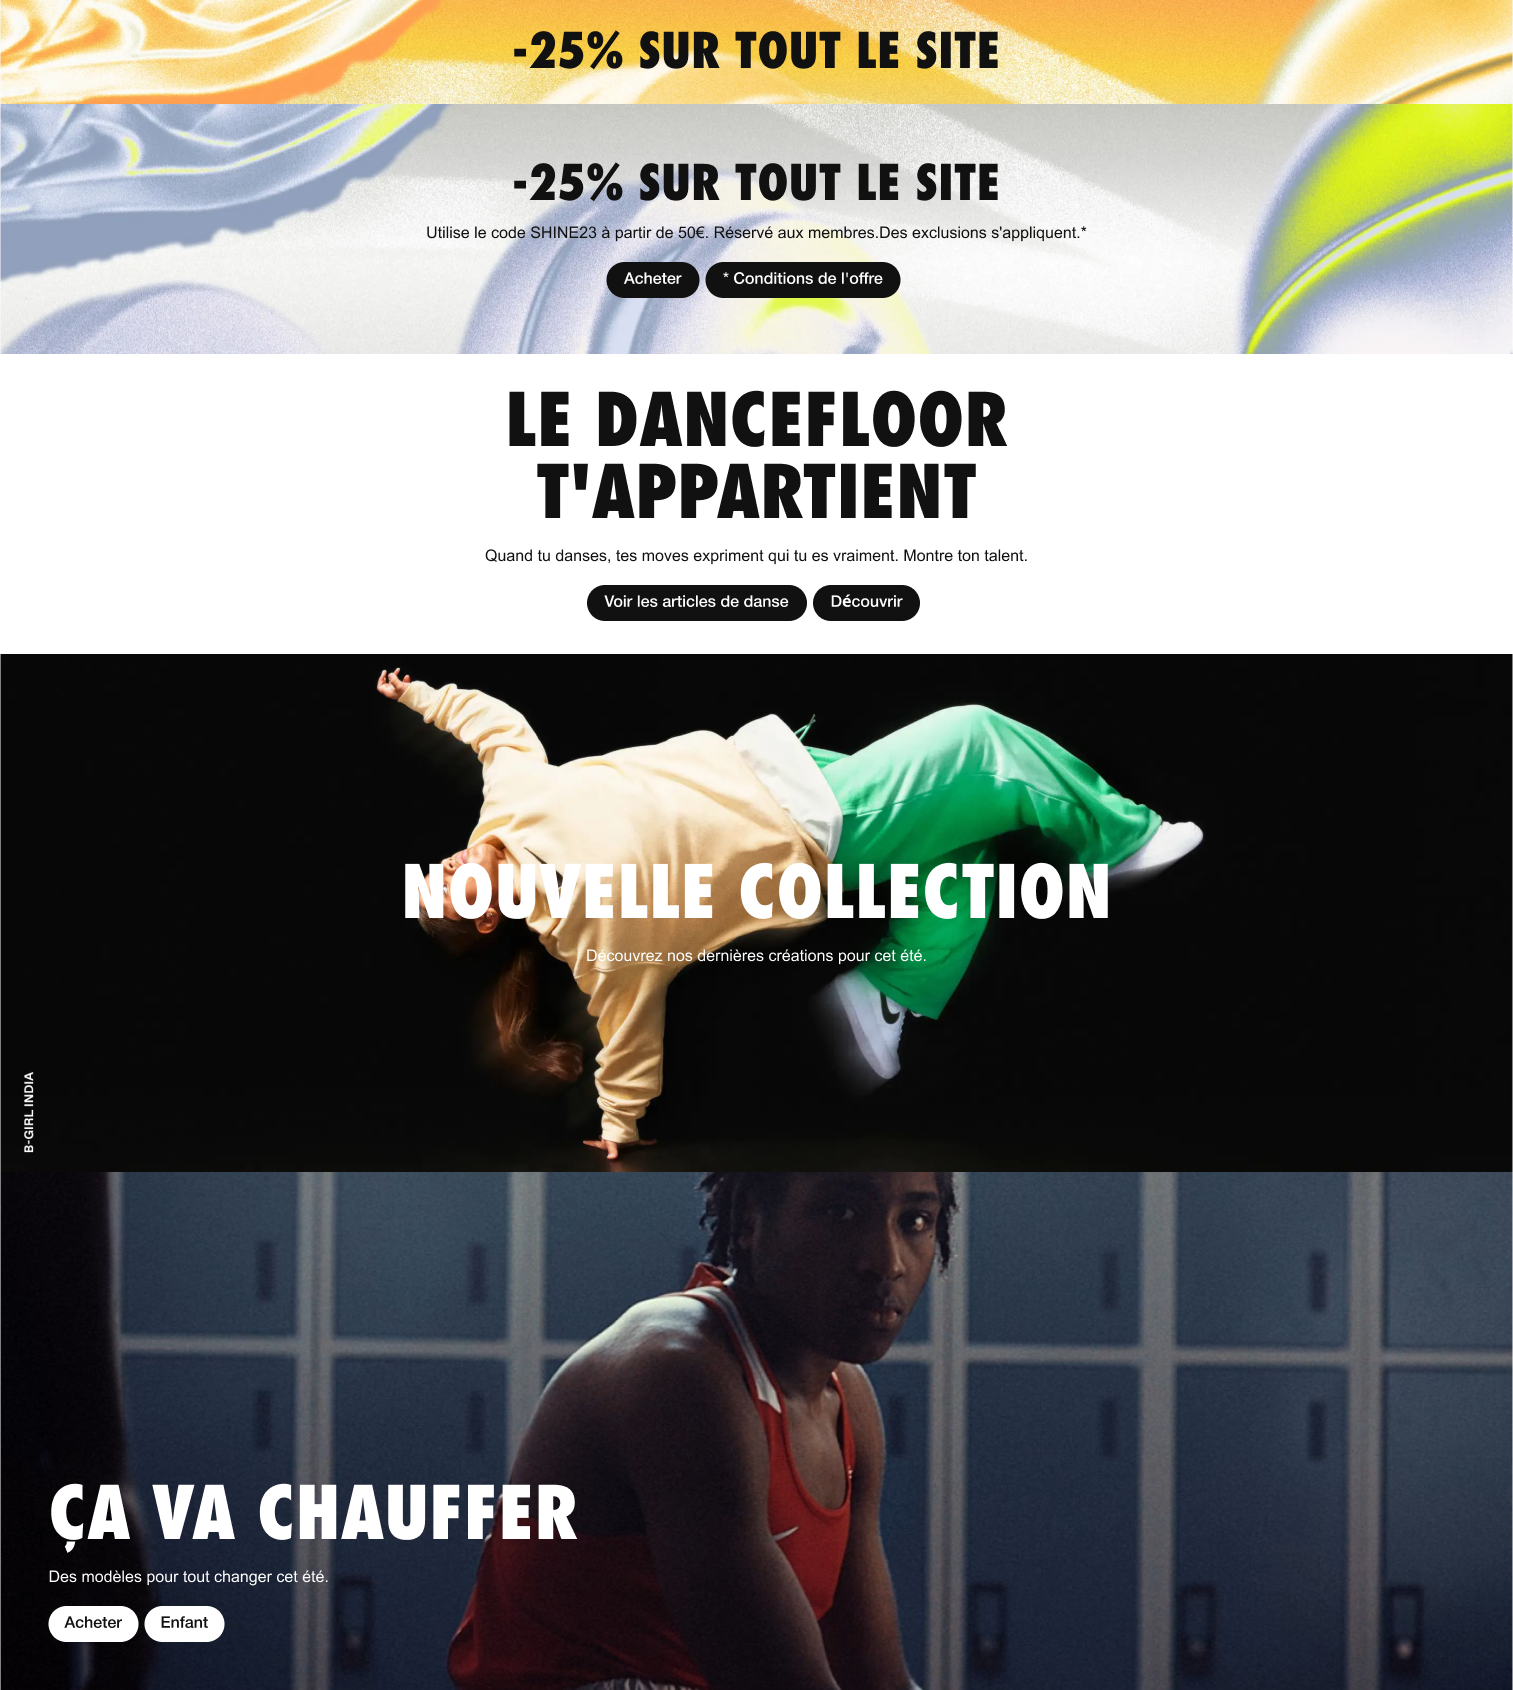 -25% SUR TOUT LE SITE
-25% SUR TOUT LE SITE
Utilise le code SHINE23 à partir de 50€. Réservé aux membres.Des exclusions s'appliquent.*
Acheter
* Conditions de l'offre
LE DANCEFLOOR
T'APPARTIENT
Quand tu danses, tes moves expriment qui tu es vraiment. Montre ton talent.
Voir les articles de danse
Découvrir
NOUVELLE COLLECTION
Découvrez nos dernières créations pour cet été.
B-GIRL INDIA
ÇA VA CHAUFFER
Des modèles pour tout changer cet été.
Acheter
Enfant